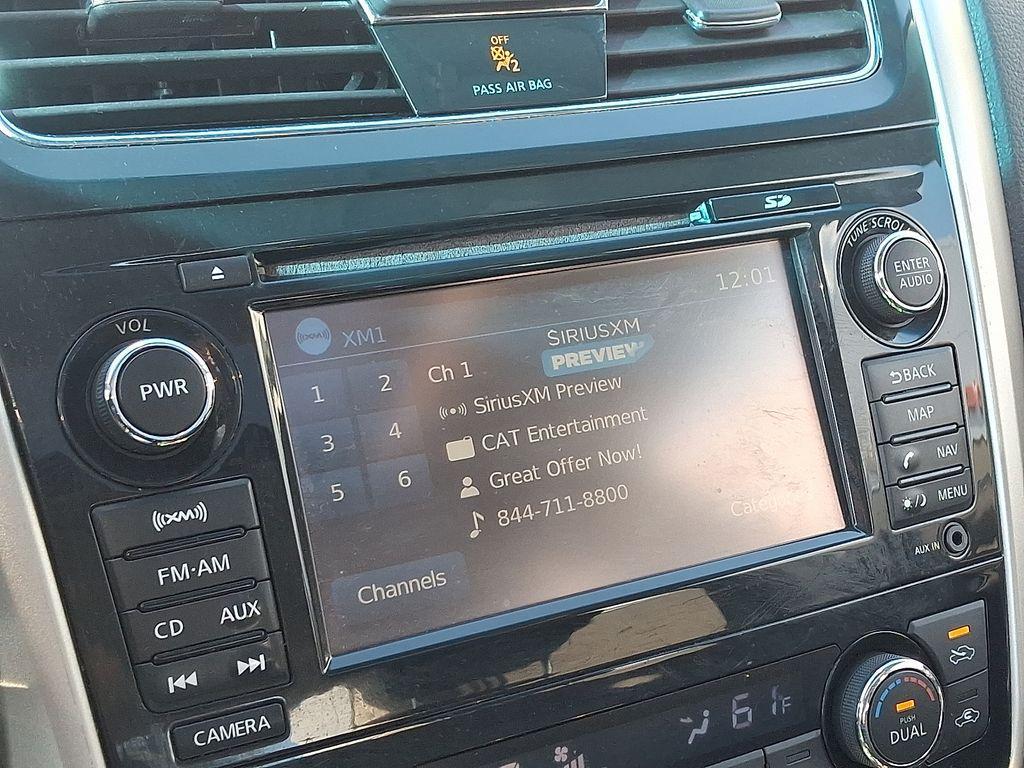 OFF
2
PASS AIR BAG
SD
TUNE·SCROLL
ENTER
AUDIO
VOL
PWR
12:01
XM XM1
SIRIUSXM
PREVIEW
1 2
3 4
5 6
Ch 1
SiriusXM Preview
CAT Entertainment
Great Offer Now!
844-711-8800
Channels
BACK
MAP
NAV
MENU
AUX IN
XM
FM·AM
CD AUX
CAMERA
61°F
PUSH
DUAL